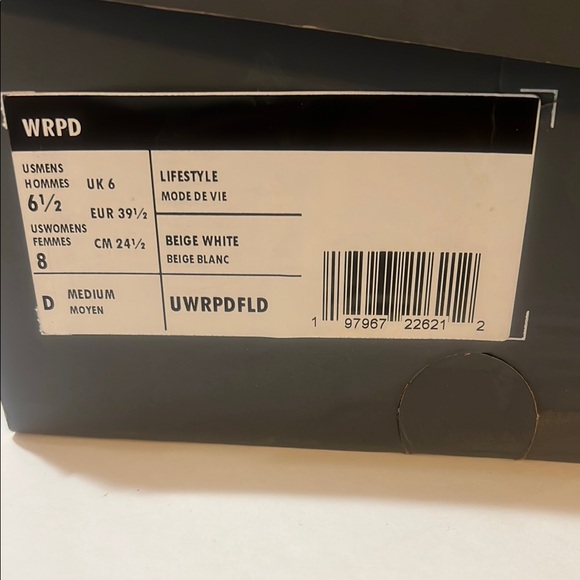 WRPD
USMENS
HOMMES
6½
UK 6
EUR 39½
USWOMENS
FEMMES
8
CM 24½
D
MEDIUM
MOYEN
LIFESTYLE
MODE DE VIE
BEIGE WHITE
BEIGE BLANC
UWRPDFLD
1 97967 22621 2